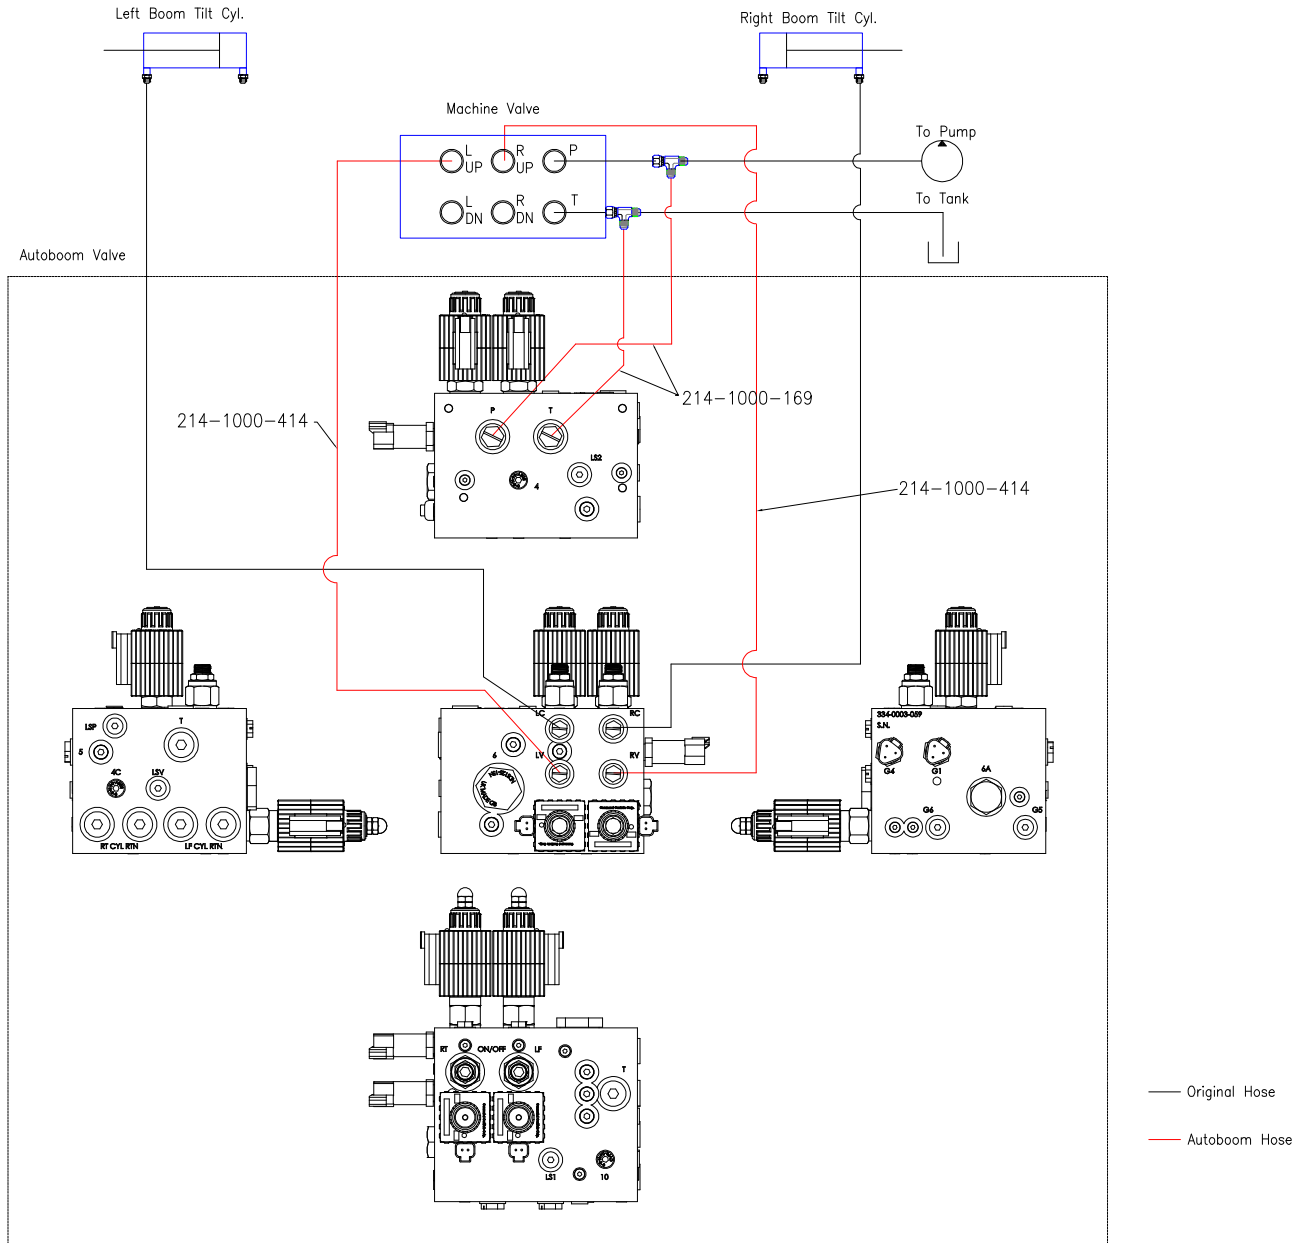 Left Boom Tilt Cyl.
Right Boom Tilt Cyl.
Machine Valve
L
UP
R
UP
P
To Pump
L
DN
R
DN
T
To Tank
Autoboom Valve
P
T
214-1000-169
214-1000-414
LS2
4
214-1000-414
LSP
T
5
4C
LSV
RT CYL RTN
LF CYL RTN
LC
RC
LV
RV
6
334-0003-059
S.N.
G4
G1
6A
G6
G5
RT
ON/OFF
LF
T
LS1
10
Original Hose
Autoboom Hose